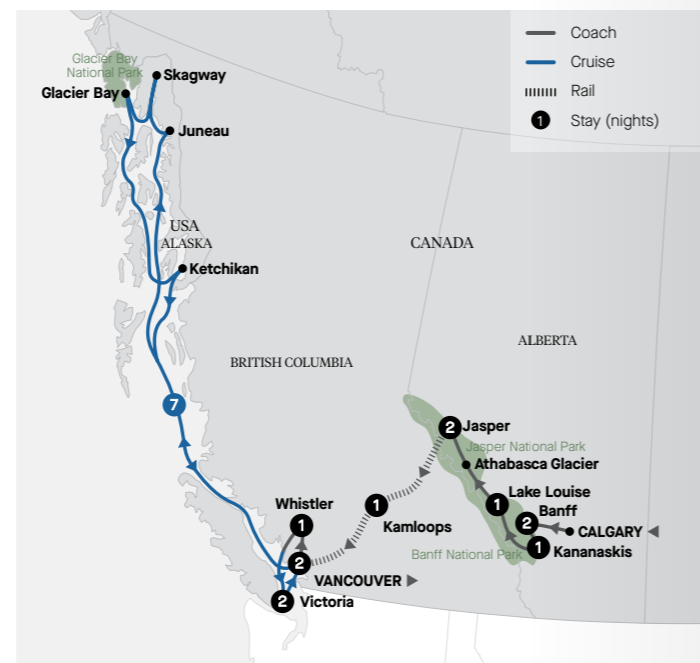 Coach
Cruise
Rail
1 Stay (nights)
Glacier Bay
National Park
Skagway
Glacier Bay
Juneau
USA
ALASKA
CANADA
Ketchikan
ALBERTA
BRITISH COLUMBIA
7
2 Jasper
Jasper National Park
Athabasca Glacier
1 Lake Louise
Whistler
1
1
Kamloops
Banff
2
CALGARY
Banff National Park
1 Kananaskis
2
VANCOUVER
2 Victoria